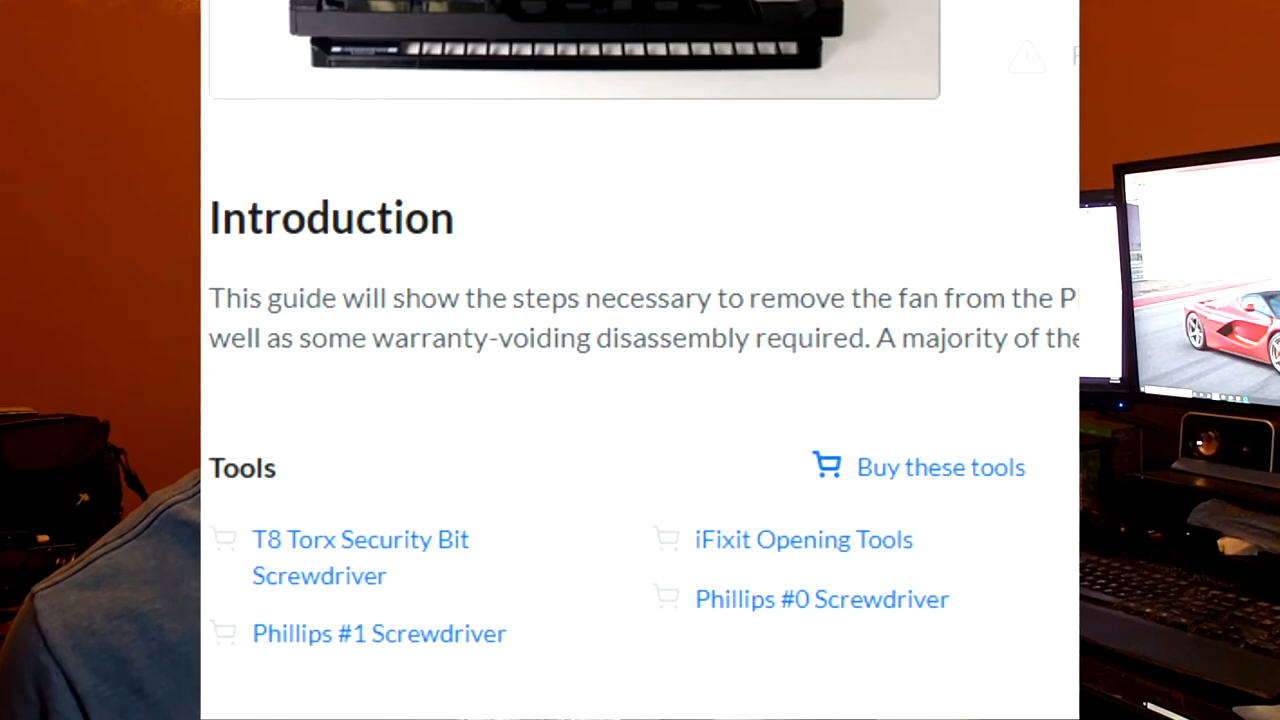 Introduction
This guide will show the steps necessary to remove the fan from the
well as some warranty-voiding disassembly required. A majority of the
Tools
Buy these tools
T8 Torx Security Bit
Screwdriver
iFixit Opening Tools
Phillips #0 Screwdriver
Phillips #1 Screwdriver